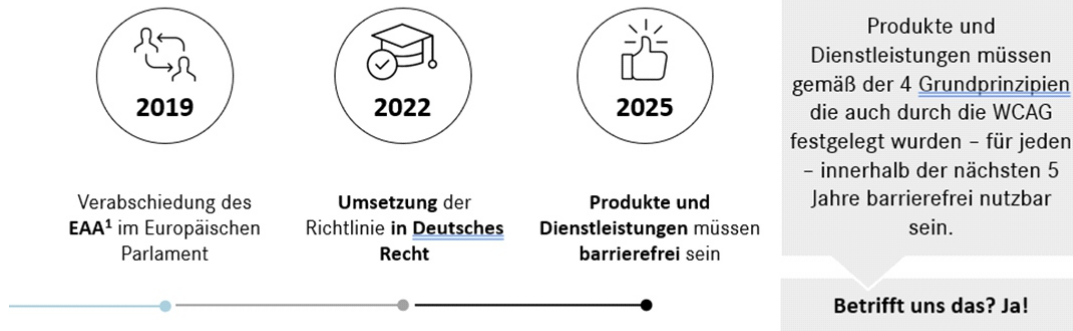 2019
Verabschiedung des
EAA¹ im Europäischen
Parlament
2022
Umsetzung der
Richtlinie in Deutsches
Recht
2025
Produkte und
Dienstleistungen müssen
barrierefrei sein
Produkte und
Dienstleistungen müssen
gemäß der 4 Grundprinzipien
die auch durch die WCAG
festgelegt wurden – für jeden
– innerhalb der nächsten 5
Jahre barrierefrei nutzbar
sein.
Betrifft uns das? Ja!